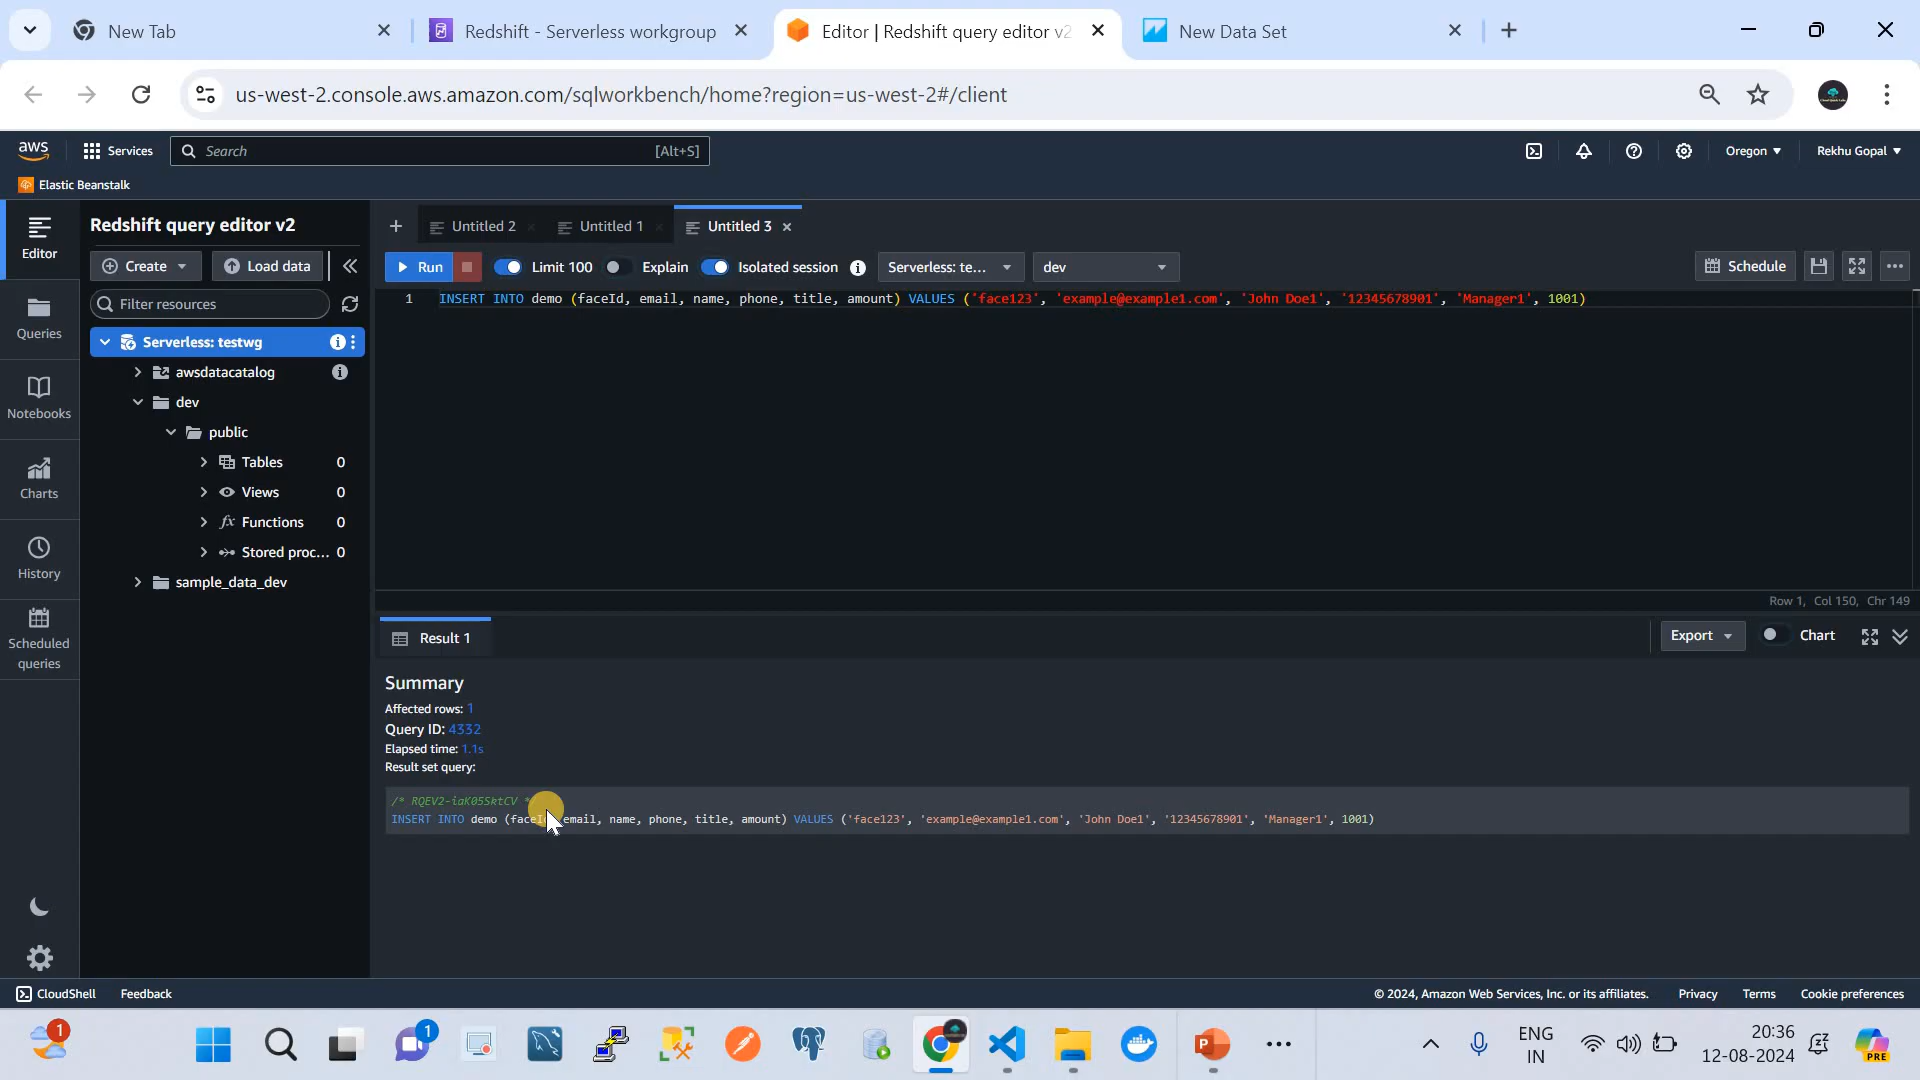 New Tab
Redshift - Serverless workgroup
Editor | Redshift query editor v2
New Data Set
us-west-2.console.aws.amazon.com/sqlworkbench/home?region=us-west-2#/client
aws
Services
Search
[Alt+S]
Oregon
Rekhu Gopal
Elastic Beanstalk
Editor
Queries
Notebooks
Charts
History
Scheduled
queries
Redshift query editor v2
Create
Load data
Filter resources
Serverless: testwg
awsdatacatalog
dev
public
Tables 0
Views 0
fx Functions 0
Stored proc... 0
sample_data_dev
Untitled 2
Untitled 1
Untitled 3
Run
Limit 100
Explain
Isolated session
Serverless: te...
dev
Schedule
1 INSERT INTO demo (faceId, email, name, phone, title, amount) VALUES ('face123', 'example@example1.com', 'John Doe1', '12345678901', 'Manager1', 1001)
Row 1, Col 150, Chr 149
Result 1
Export
Chart
Summary
Affected rows: 1
Query ID: 4332
Elapsed time: 1.1s
Result set query:
/* RQEV2-iaK05SktCV *
INSERT INTO demo (faceId, email, name, phone, title, amount) VALUES ('face123', 'example@example1.com', 'John Doe1', '12345678901', 'Manager1', 1001)
CloudShell
Feedback
© 2024, Amazon Web Services, Inc. or its affiliates.
Privacy
Terms
Cookie preferences
1
1
ENG
IN
20:36
12-08-2024
PRE